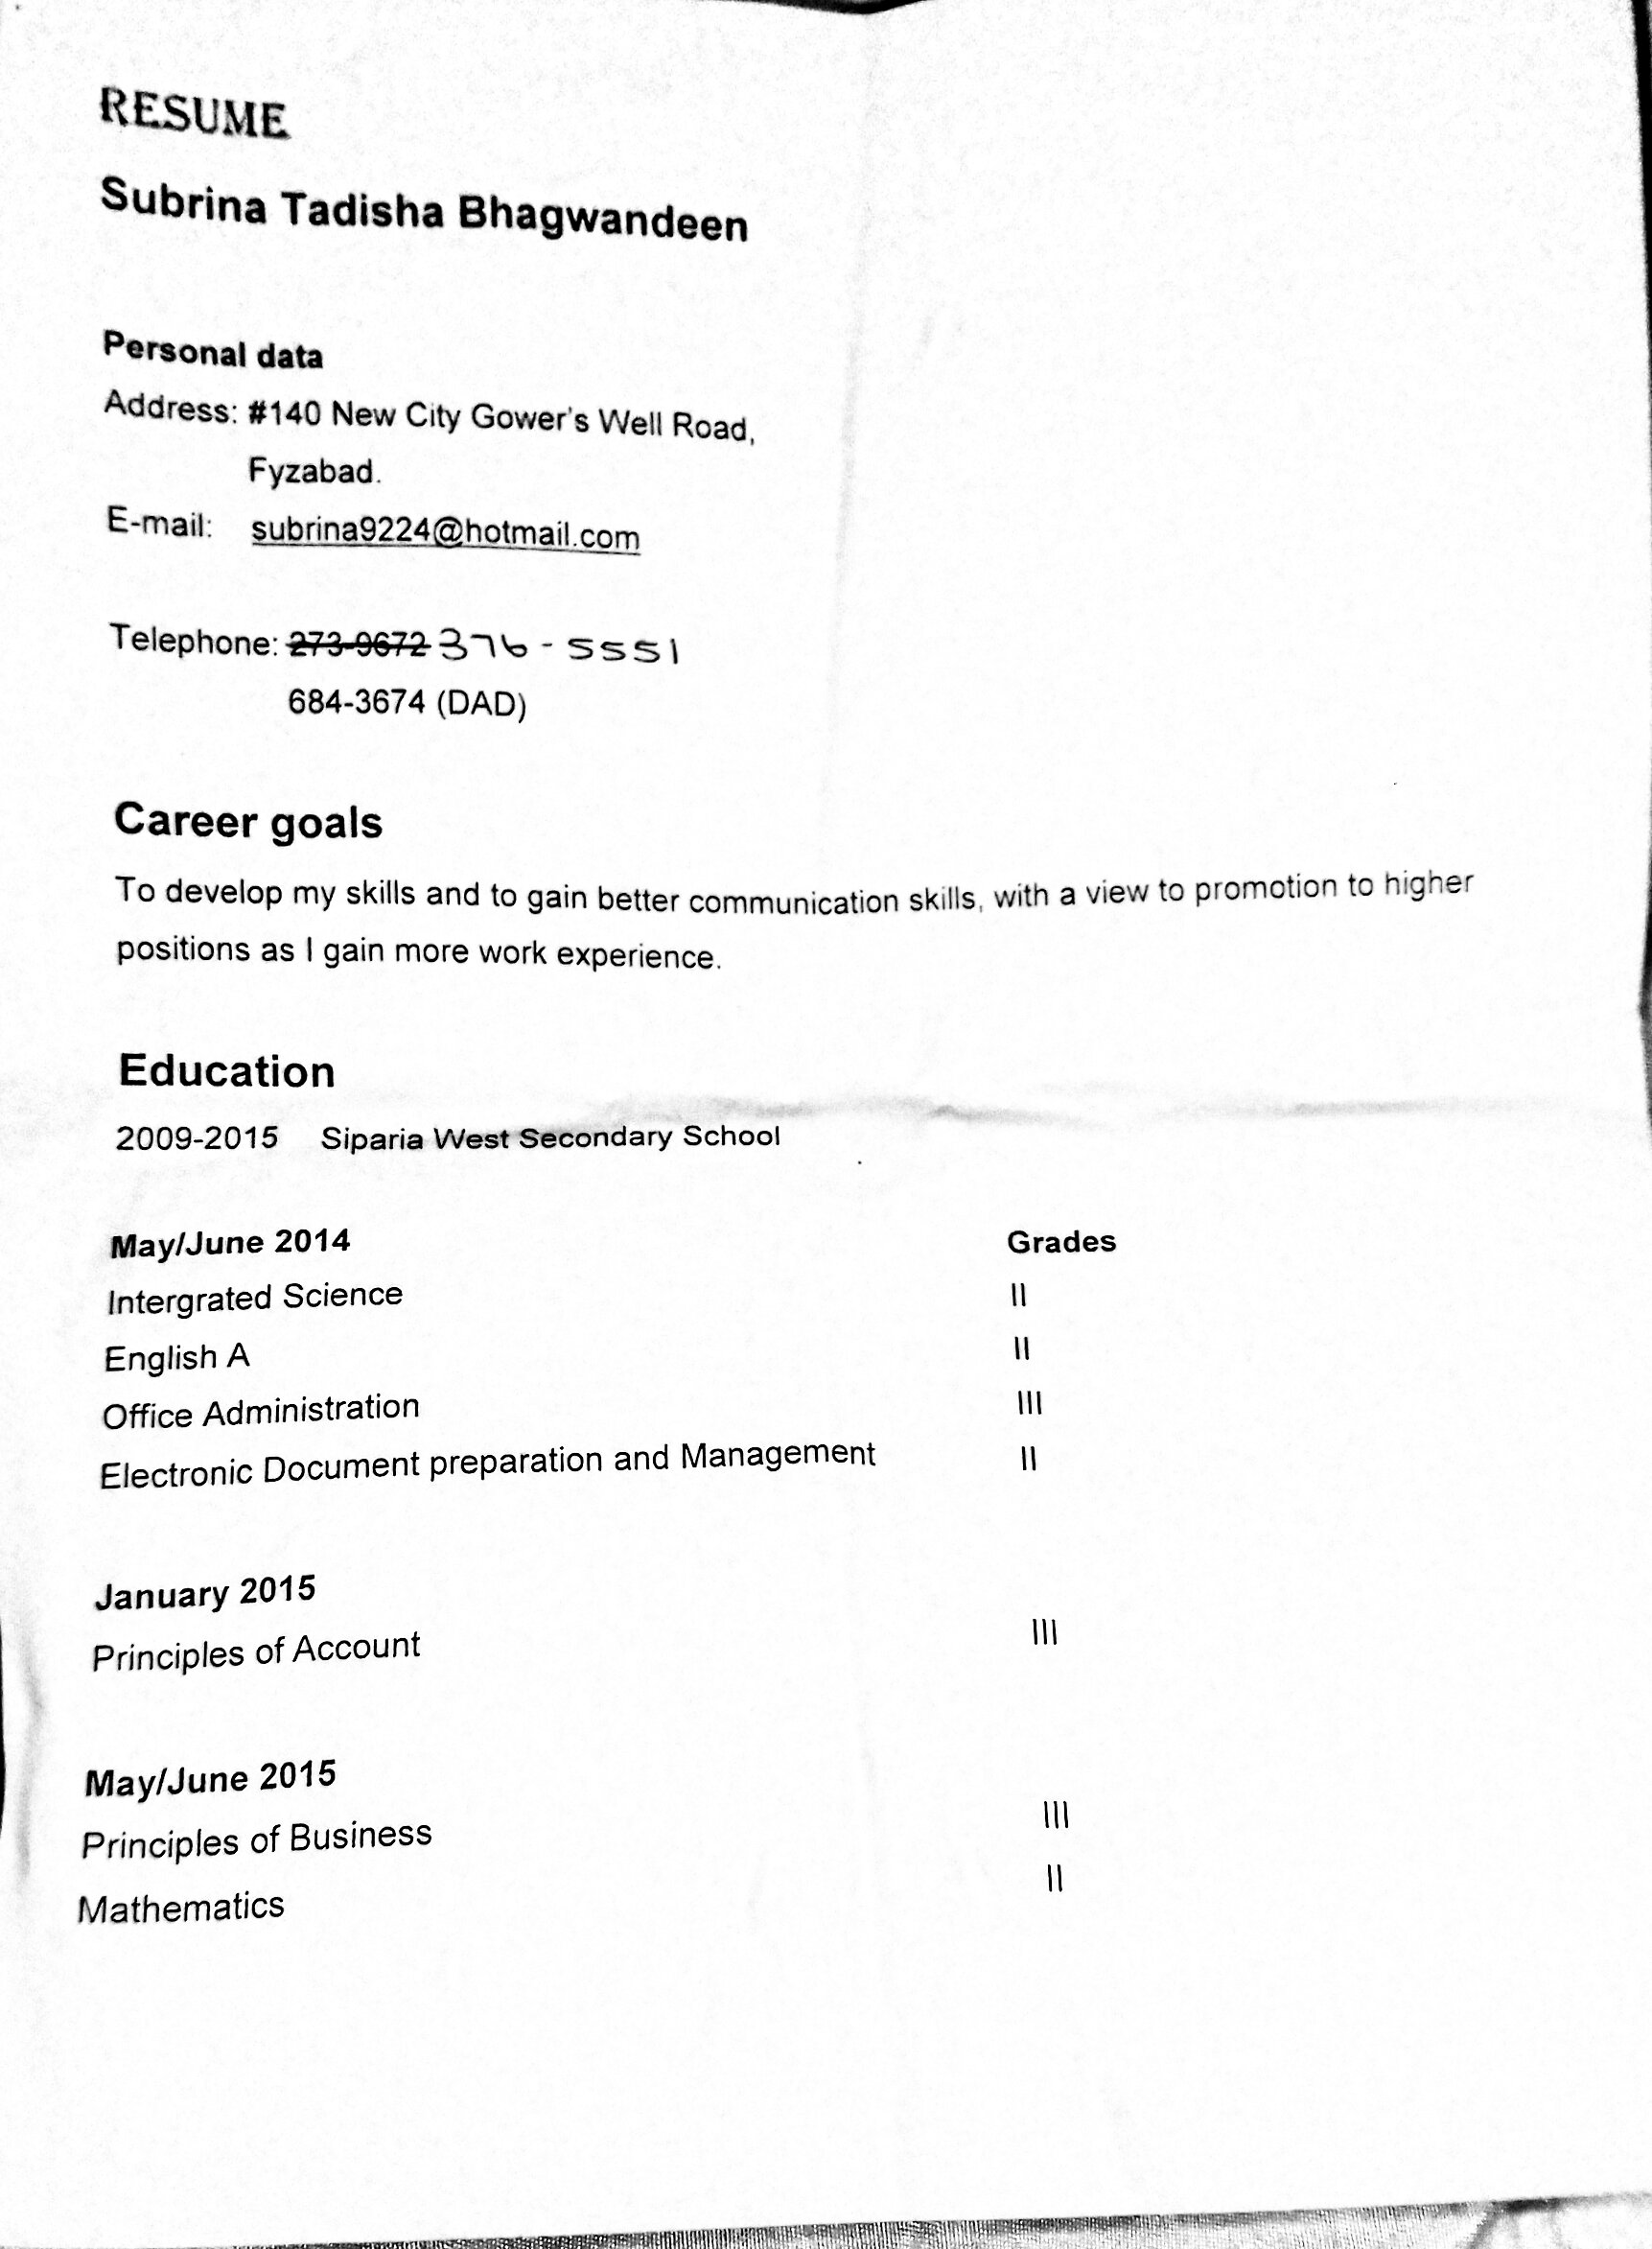 RESUME
Subrina Tadisha Bhagwandeen
Personal data
Address: #140 New City Gower's Well Road,
Fyzabad.
E-mail: subrina9224@hotmail.com
Telephone: 273-9672 376-5551
684-3674 (DAD)
Career goals
To develop my skills and to gain better communication skills, with a view to promotion to higher
positions as I gain more work experience.
Education
2009-2015 Siparia West Secondary School
May/June 2014 Grades
Intergrated Science II
English A II
Office Administration III
Electronic Document preparation and Management II
January 2015
Principles of Account III
May/June 2015
Principles of Business III
Mathematics II